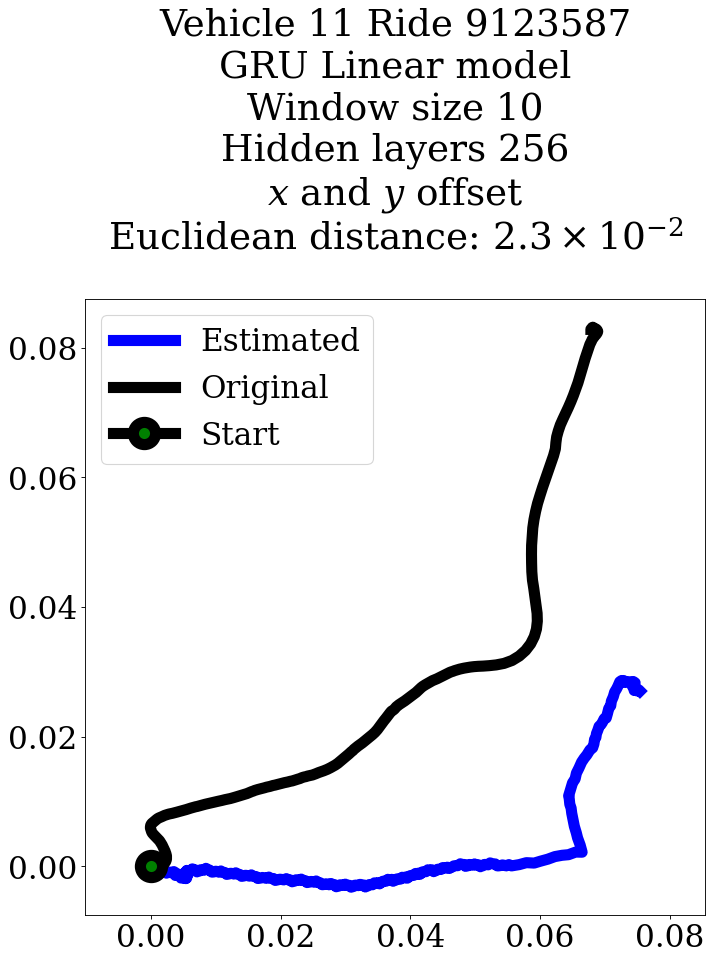 Vehicle 11 Ride 9123587
GRU Linear model
Window size 10
Hidden layers 256
x and y offset
Euclidean distance: 2.3 × 10⁻²
Estimated
Original
Start
0.08
0.06
0.04
0.02
0.00
0.00 0.02 0.04 0.06 0.08